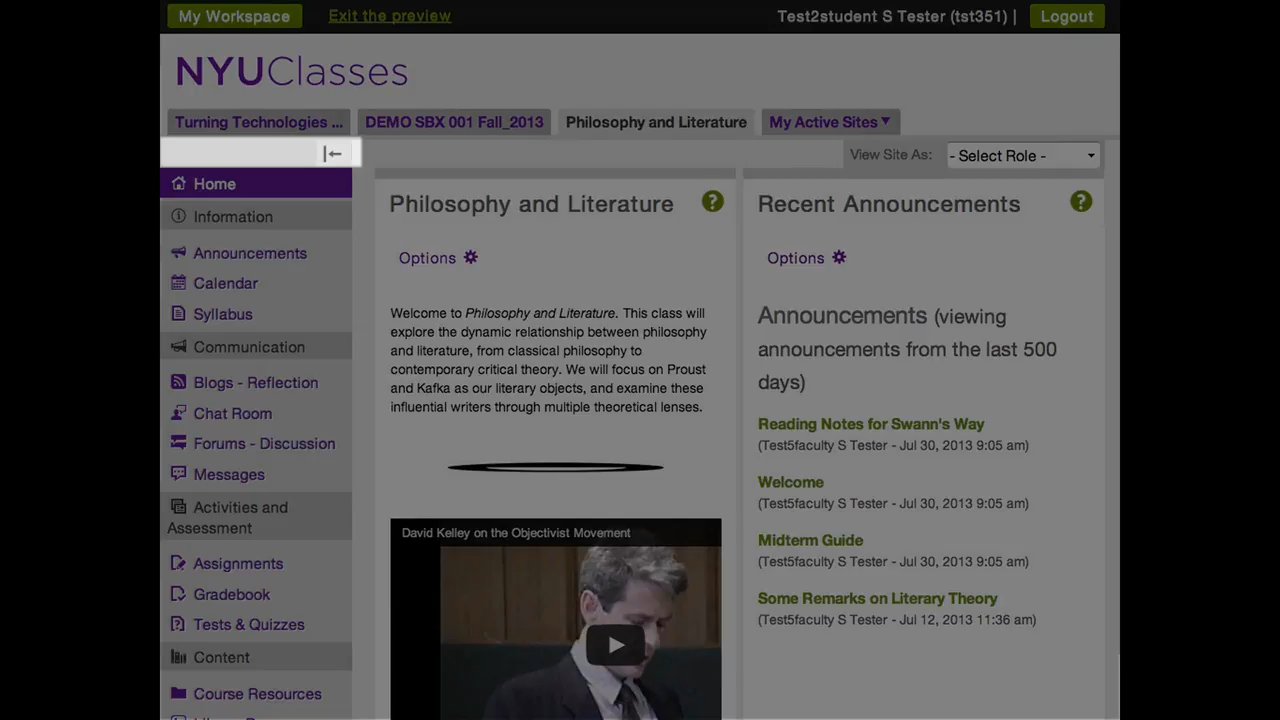 My Workspace Exit the preview Test2student S Tester (tst351) | Logout
NYUClasses
Turning Technologies ... DEMO SBX 001 Fall_2013 Philosophy and Literature My Active Sites
View Site As: - Select Role -
Home
Information
Announcements
Calendar
Syllabus
Communication
Blogs - Reflection
Chat Room
Forums - Discussion
Messages
Activities and
Assessment
Assignments
Gradebook
Tests & Quizzes
Content
Course Resources
Philosophy and Literature ?
Options
Welcome to Philosophy and Literature. This class will
explore the dynamic relationship between philosophy
and literature, from classical philosophy to
contemporary critical theory. We will focus on Proust
and Kafka as our literary objects, and examine these
influential writers through multiple theoretical lenses.
David Kelley on the Objectivist Movement
Recent Announcements ?
Options
Announcements (viewing
announcements from the last 500
days)
Reading Notes for Swann's Way
(Test5faculty S Tester - Jul 30, 2013 9:05 am)
Welcome
(Test5faculty S Tester - Jul 30, 2013 9:05 am)
Midterm Guide
(Test5faculty S Tester - Jul 30, 2013 9:05 am)
Some Remarks on Literary Theory
(Test5faculty S Tester - Jul 12, 2013 11:36 am)